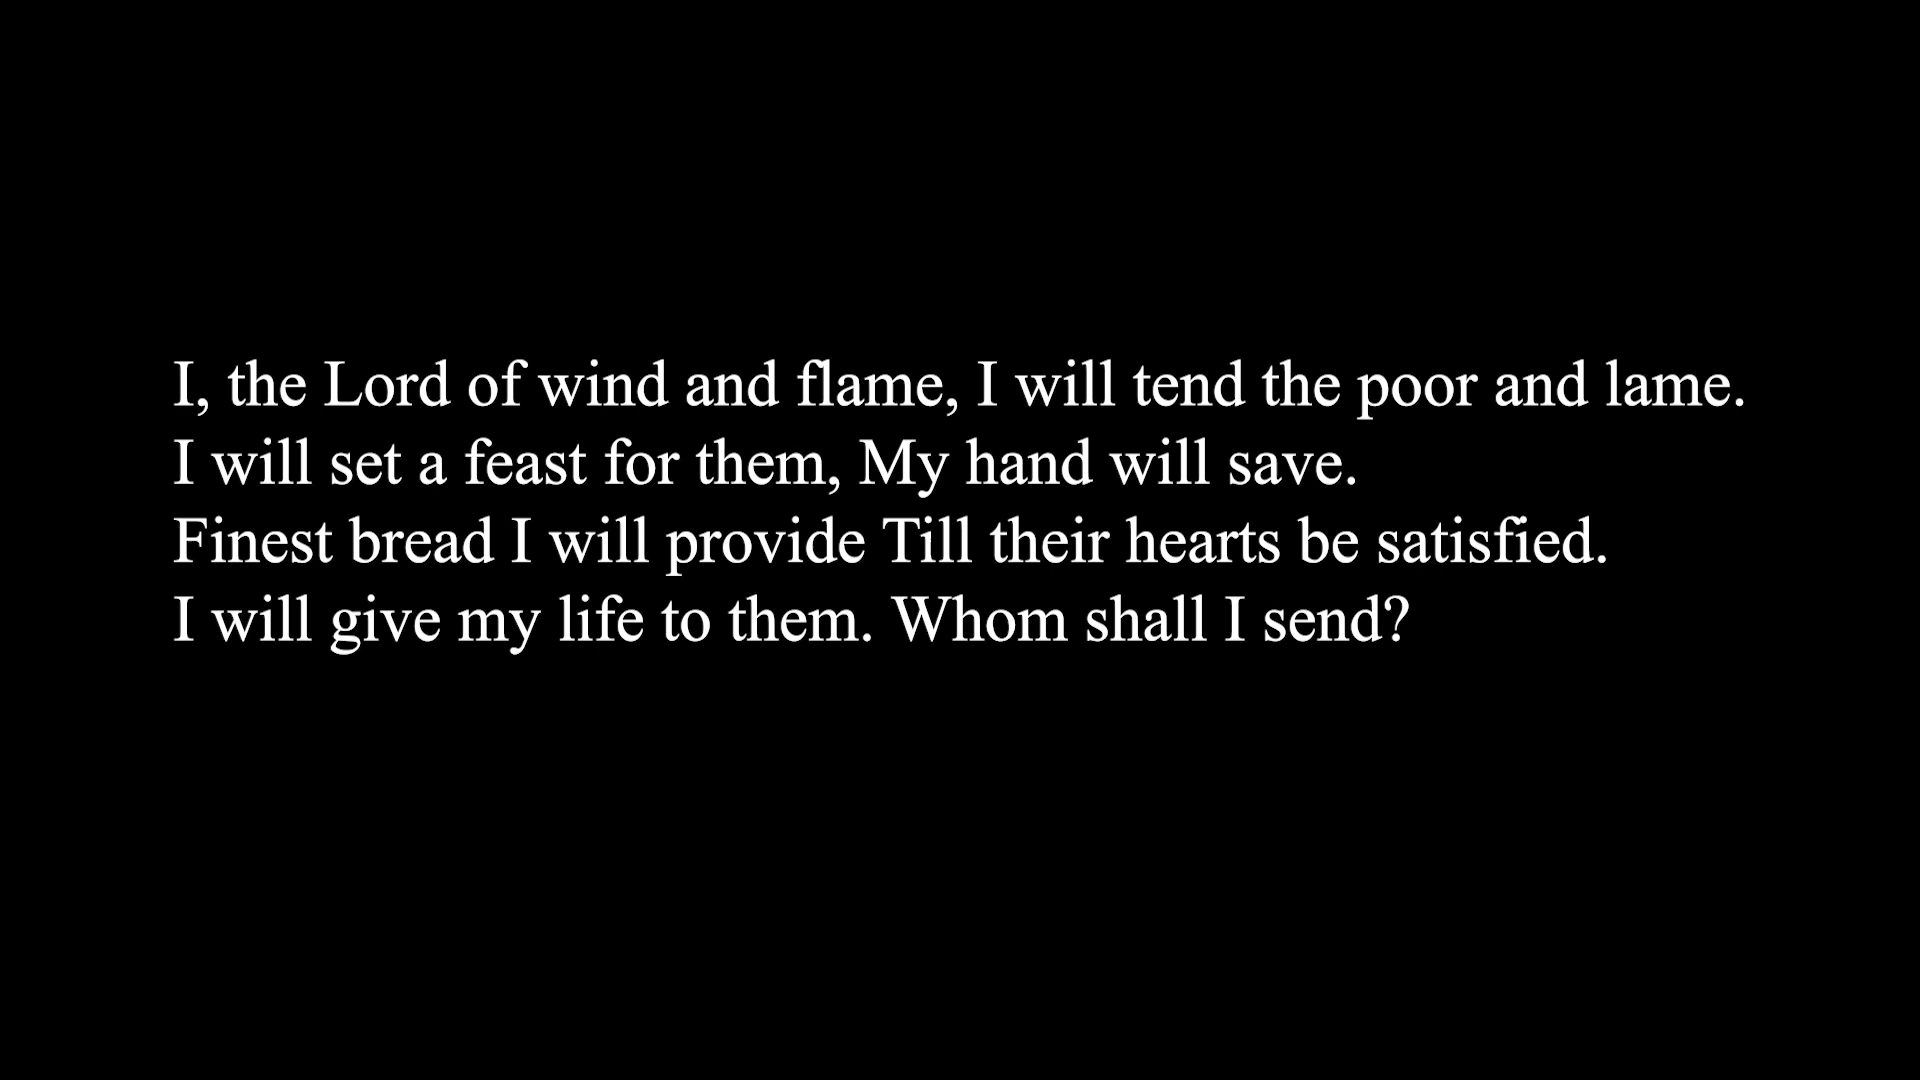 I, the Lord of wind and flame, I will tend the poor and lame.
I will set a feast for them, My hand will save.
Finest bread I will provide Till their hearts be satisfied.
I will give my life to them. Whom shall I send?